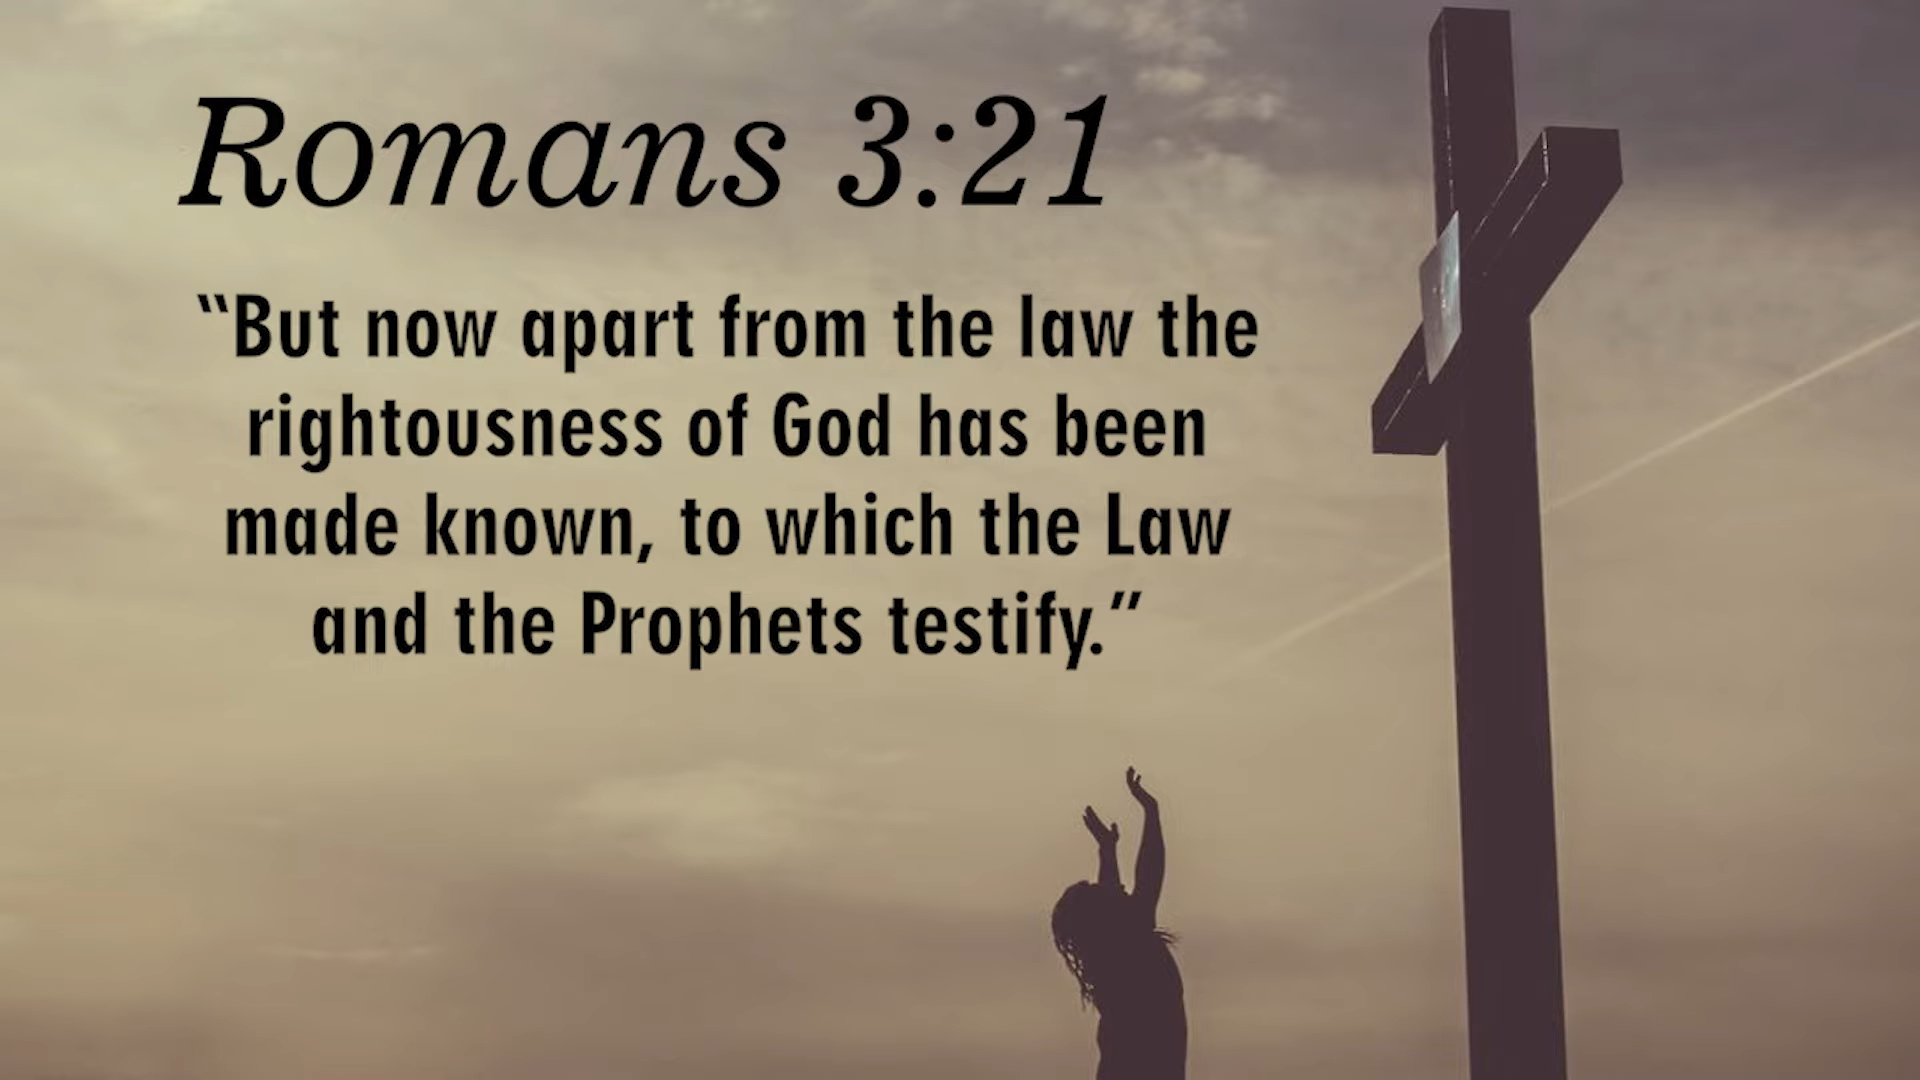 Romans 3:21
“But now apart from the law the
rightousness of God has been
made known, to which the Law
and the Prophets testify.”